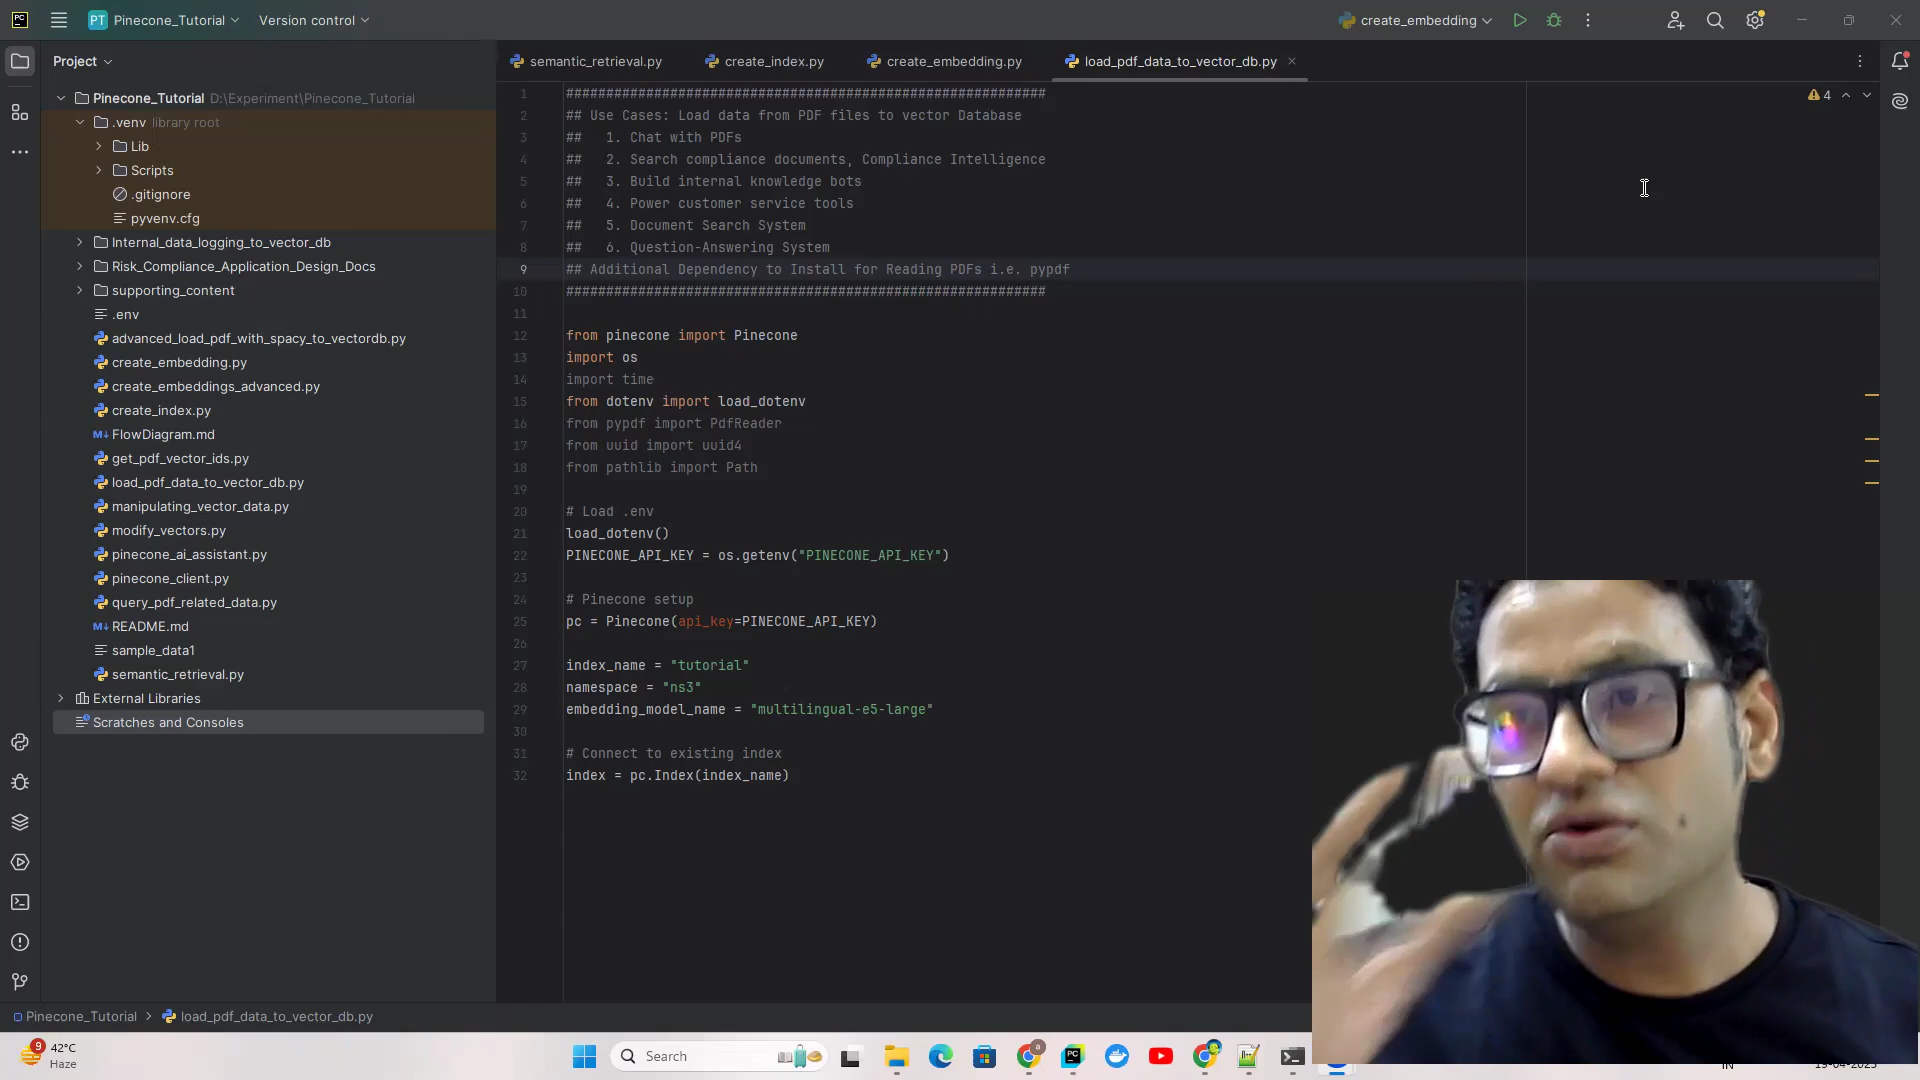 PC
PT Pinecone_Tutorial
Version control
create_embedding
Project
semantic_retrieval.py
create_index.py
create_embedding.py
load_pdf_data_to_vector_db.py
Pinecone_Tutorial D:\Experiment\Pinecone_Tutorial
.venv library root
Lib
Scripts
.gitignore
pyvenv.cfg
Internal_data_logging_to_vector_db
Risk_Compliance_Application_Design_Docs
supporting_content
.env
advanced_load_pdf_with_spacy_to_vectordb.py
create_embedding.py
create_embeddings_advanced.py
create_index.py
M↓ FlowDiagram.md
get_pdf_vector_ids.py
load_pdf_data_to_vector_db.py
manipulating_vector_data.py
modify_vectors.py
pinecone_ai_assistant.py
pinecone_client.py
query_pdf_related_data.py
M↓ README.md
sample_data1
semantic_retrieval.py
External Libraries
Scratches and Consoles
4
1 ############################################################
2 ## Use Cases: Load data from PDF files to vector Database
3 ##   1. Chat with PDFs
4 ##   2. Search compliance documents, Compliance Intelligence
5 ##   3. Build internal knowledge bots
6 ##   4. Power customer service tools
7 ##   5. Document Search System
8 ##   6. Question-Answering System
9 ## Additional Dependency to Install for Reading PDFs i.e. pypdf
10 ############################################################
11
12 from pinecone import Pinecone
13 import os
14 import time
15 from dotenv import load_dotenv
16 from pypdf import PdfReader
17 from uuid import uuid4
18 from pathlib import Path
19
20 # Load .env
21 load_dotenv()
22 PINECONE_API_KEY = os.getenv("PINECONE_API_KEY")
23
24 # Pinecone setup
25 pc = Pinecone(api_key=PINECONE_API_KEY)
26
27 index_name = "tutorial"
28 namespace = "ns3"
29 embedding_model_name = "multilingual-e5-large"
30
31 # Connect to existing index
32 index = pc.Index(index_name)
Pinecone_Tutorial > load_pdf_data_to_vector_db.py
9
42°C
Haze
Search
PC
IN